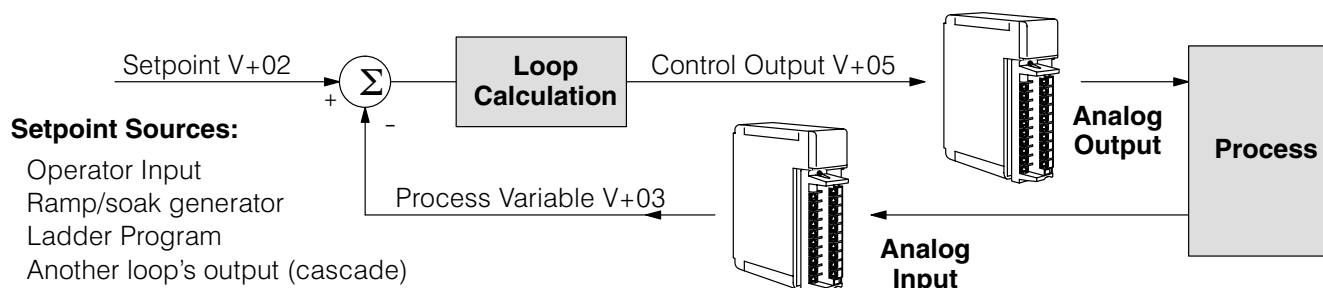 Setpoint V+02
+
Σ
−
Loop
Calculation
Control Output V+05
Analog
Output
Process
Setpoint Sources:
Operator Input
Ramp/soak generator
Ladder Program
Another loop's output (cascade)
Process Variable V+03
Analog
Input